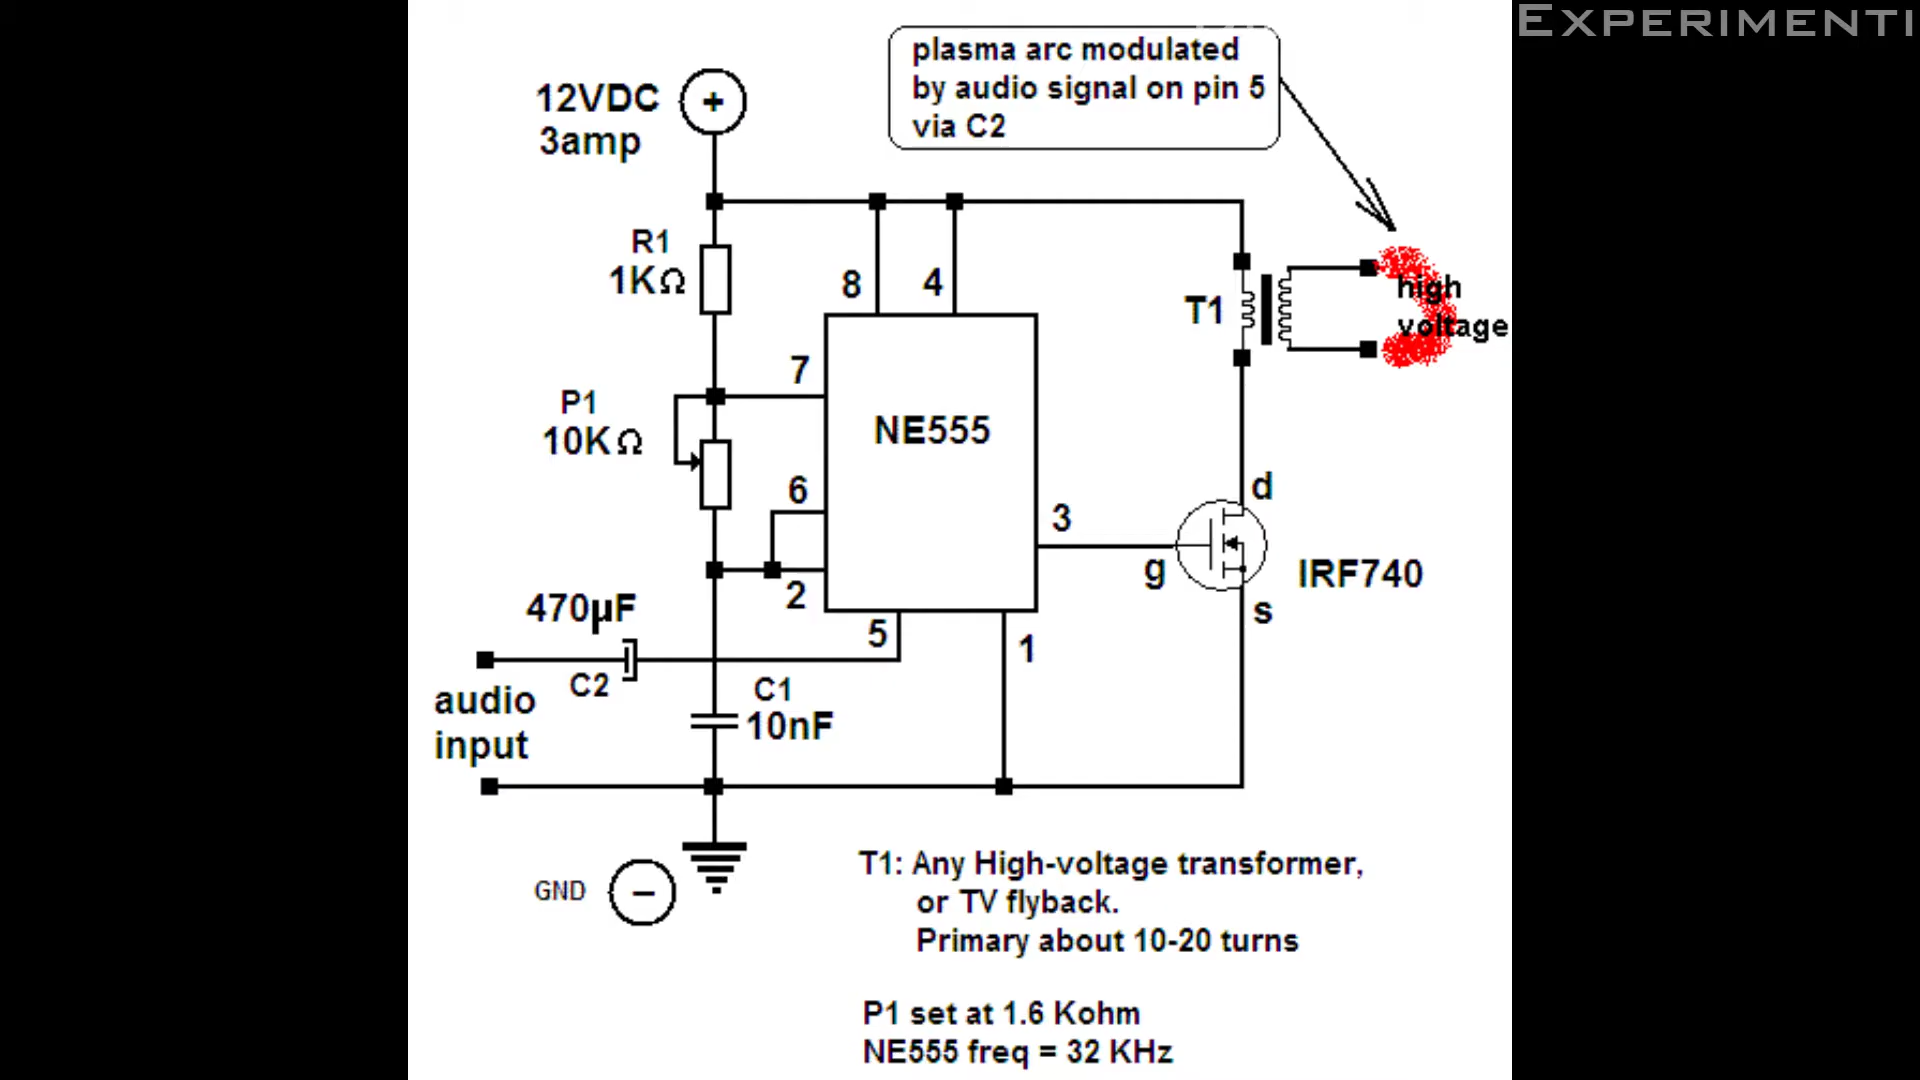 EXPERIMENTI
plasma arc modulated
by audio signal on pin 5
via C2
12VDC
3amp
+
R1
1KΩ
8
4
T1
high
voltage
7
P1
10KΩ
NE555
6
3
d
g
IRF740
2
s
470µF
5
1
C2
audio
input
C1
10nF
GND
−
T1: Any High-voltage transformer,
or TV flyback.
Primary about 10-20 turns
P1 set at 1.6 Kohm
NE555 freq = 32 KHz